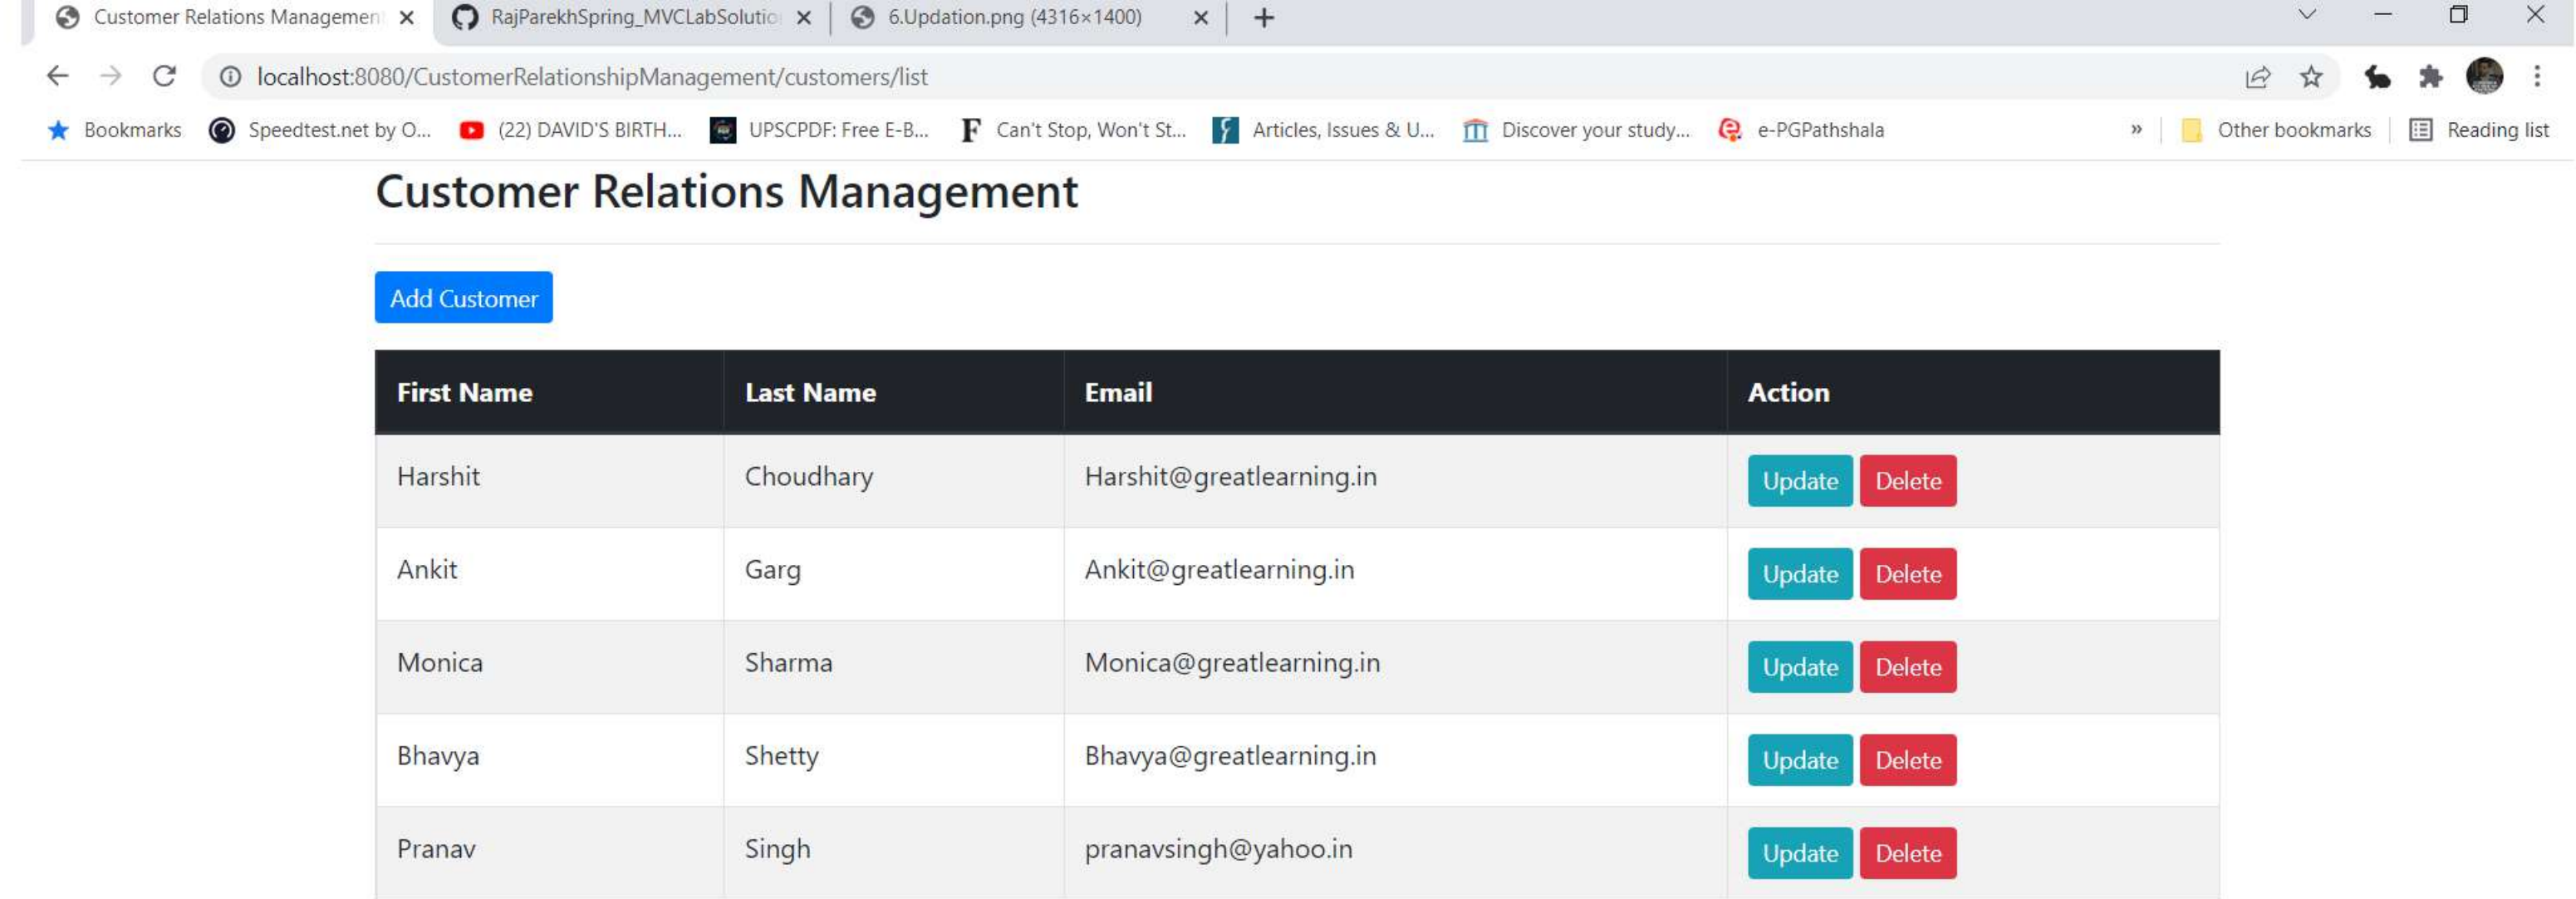 Customer Relations Managemen RajParekhSpring_MVCLabSolutio 6.Updation.png (4316×1400)
localhost:8080/CustomerRelationshipManagement/customers/list
Bookmarks Speedtest.net by O... (22) DAVID'S BIRTH... UPSCPDF: Free E-B... Can't Stop, Won't St... Articles, Issues & U... Discover your study... e-PGPathshala » Other bookmarks Reading list
Customer Relations Management
Add Customer
First Name Last Name Email Action
Harshit Choudhary Harshit@greatlearning.in Update Delete
Ankit Garg Ankit@greatlearning.in Update Delete
Monica Sharma Monica@greatlearning.in Update Delete
Bhavya Shetty Bhavya@greatlearning.in Update Delete
Pranav Singh pranavsingh@yahoo.in Update Delete